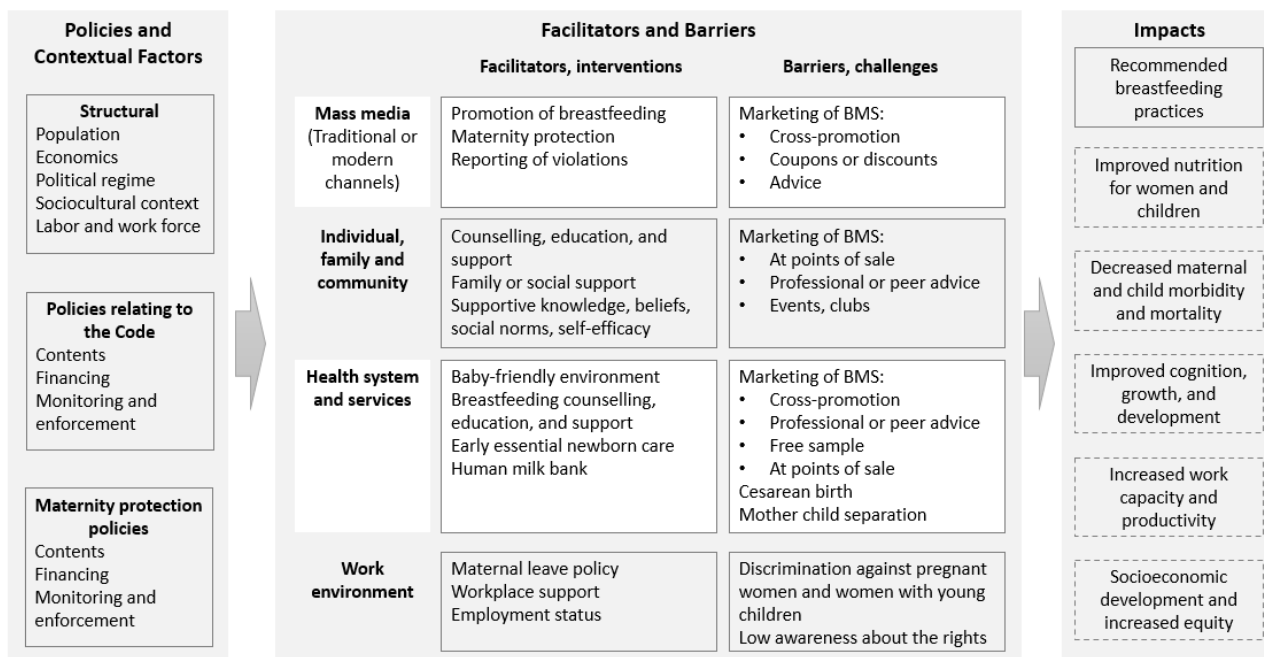 Policies and
Contextual Factors
Structural
Population
Economics
Political regime
Sociocultural context
Labor and work force
Policies relating to
the Code
Contents
Financing
Monitoring and
enforcement
Maternity protection
policies
Contents
Financing
Monitoring and
enforcement
Facilitators and Barriers
Facilitators, interventions
Barriers, challenges
Mass media
(Traditional or
modern
channels)
Promotion of breastfeeding
Maternity protection
Reporting of violations
Marketing of BMS:
• Cross-promotion
• Coupons or discounts
• Advice
Individual,
family and
community
Counselling, education, and
support
Family or social support
Supportive knowledge, beliefs,
social norms, self-efficacy
Marketing of BMS:
• At points of sale
• Professional or peer advice
• Events, clubs
Health system
and services
Baby-friendly environment
Breastfeeding counselling,
education, and support
Early essential newborn care
Human milk bank
Marketing of BMS:
• Cross-promotion
• Professional or peer advice
• Free sample
• At points of sale
Cesarean birth
Mother child separation
Work
environment
Maternal leave policy
Workplace support
Employment status
Discrimination against pregnant
women and women with young
children
Low awareness about the rights
Impacts
Recommended
breastfeeding
practices
Improved nutrition
for women and
children
Decreased maternal
and child morbidity
and mortality
Improved cognition,
growth, and
development
Increased work
capacity and
productivity
Socioeconomic
development and
increased equity